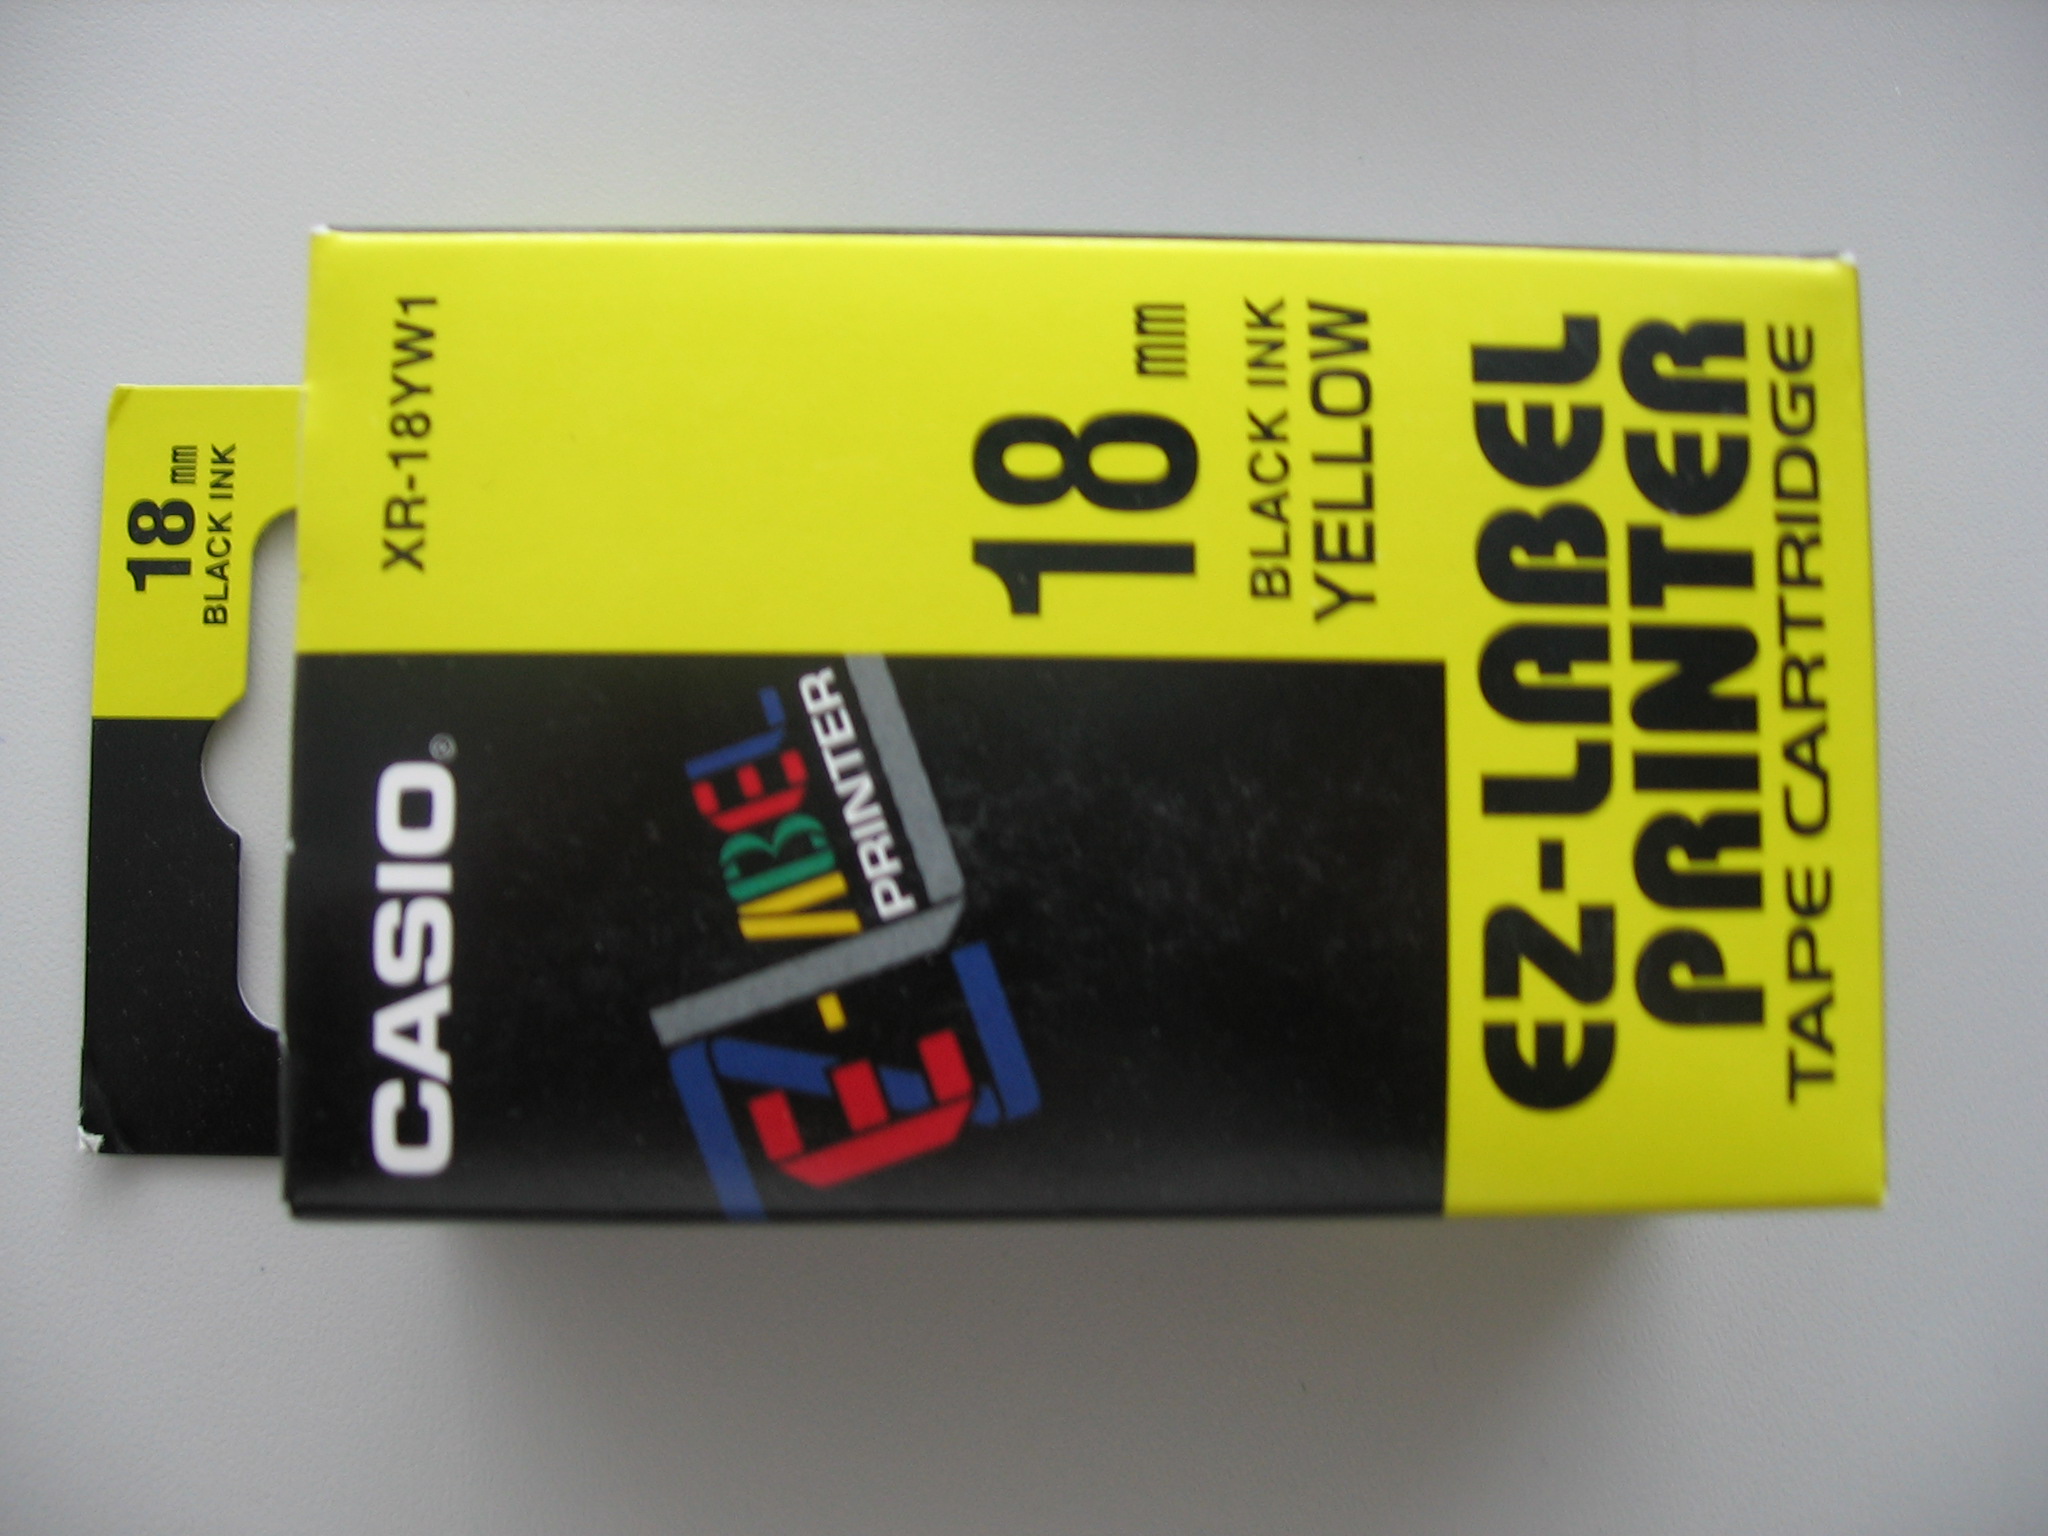 18 mm
BLACK INK
CASIO®
XR-18YW1
EZ-LABEL
PRINTER
18 mm
BLACK INK
YELLOW
EZ-LABEL
PRINTER
TAPE CARTRIDGE